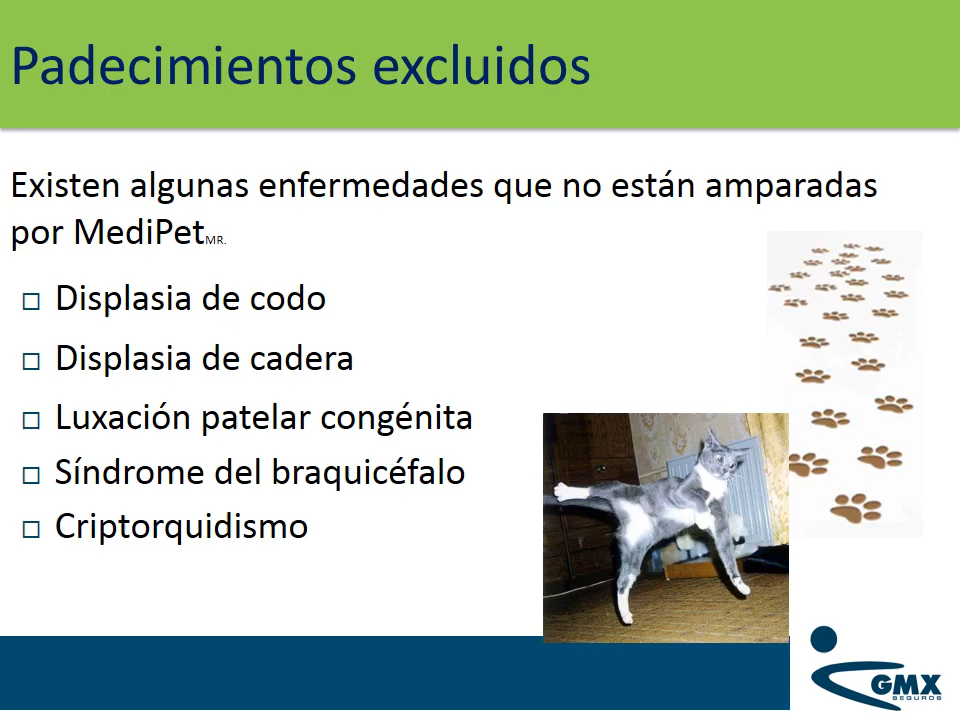 Padecimientos excluidos
Existen algunas enfermedades que no están amparadas
por MediPetMR.
Displasia de codo
Displasia de cadera
Luxación patelar congénita
Síndrome del braquicéfalo
Criptorquidismo
GMX
SEGUROS